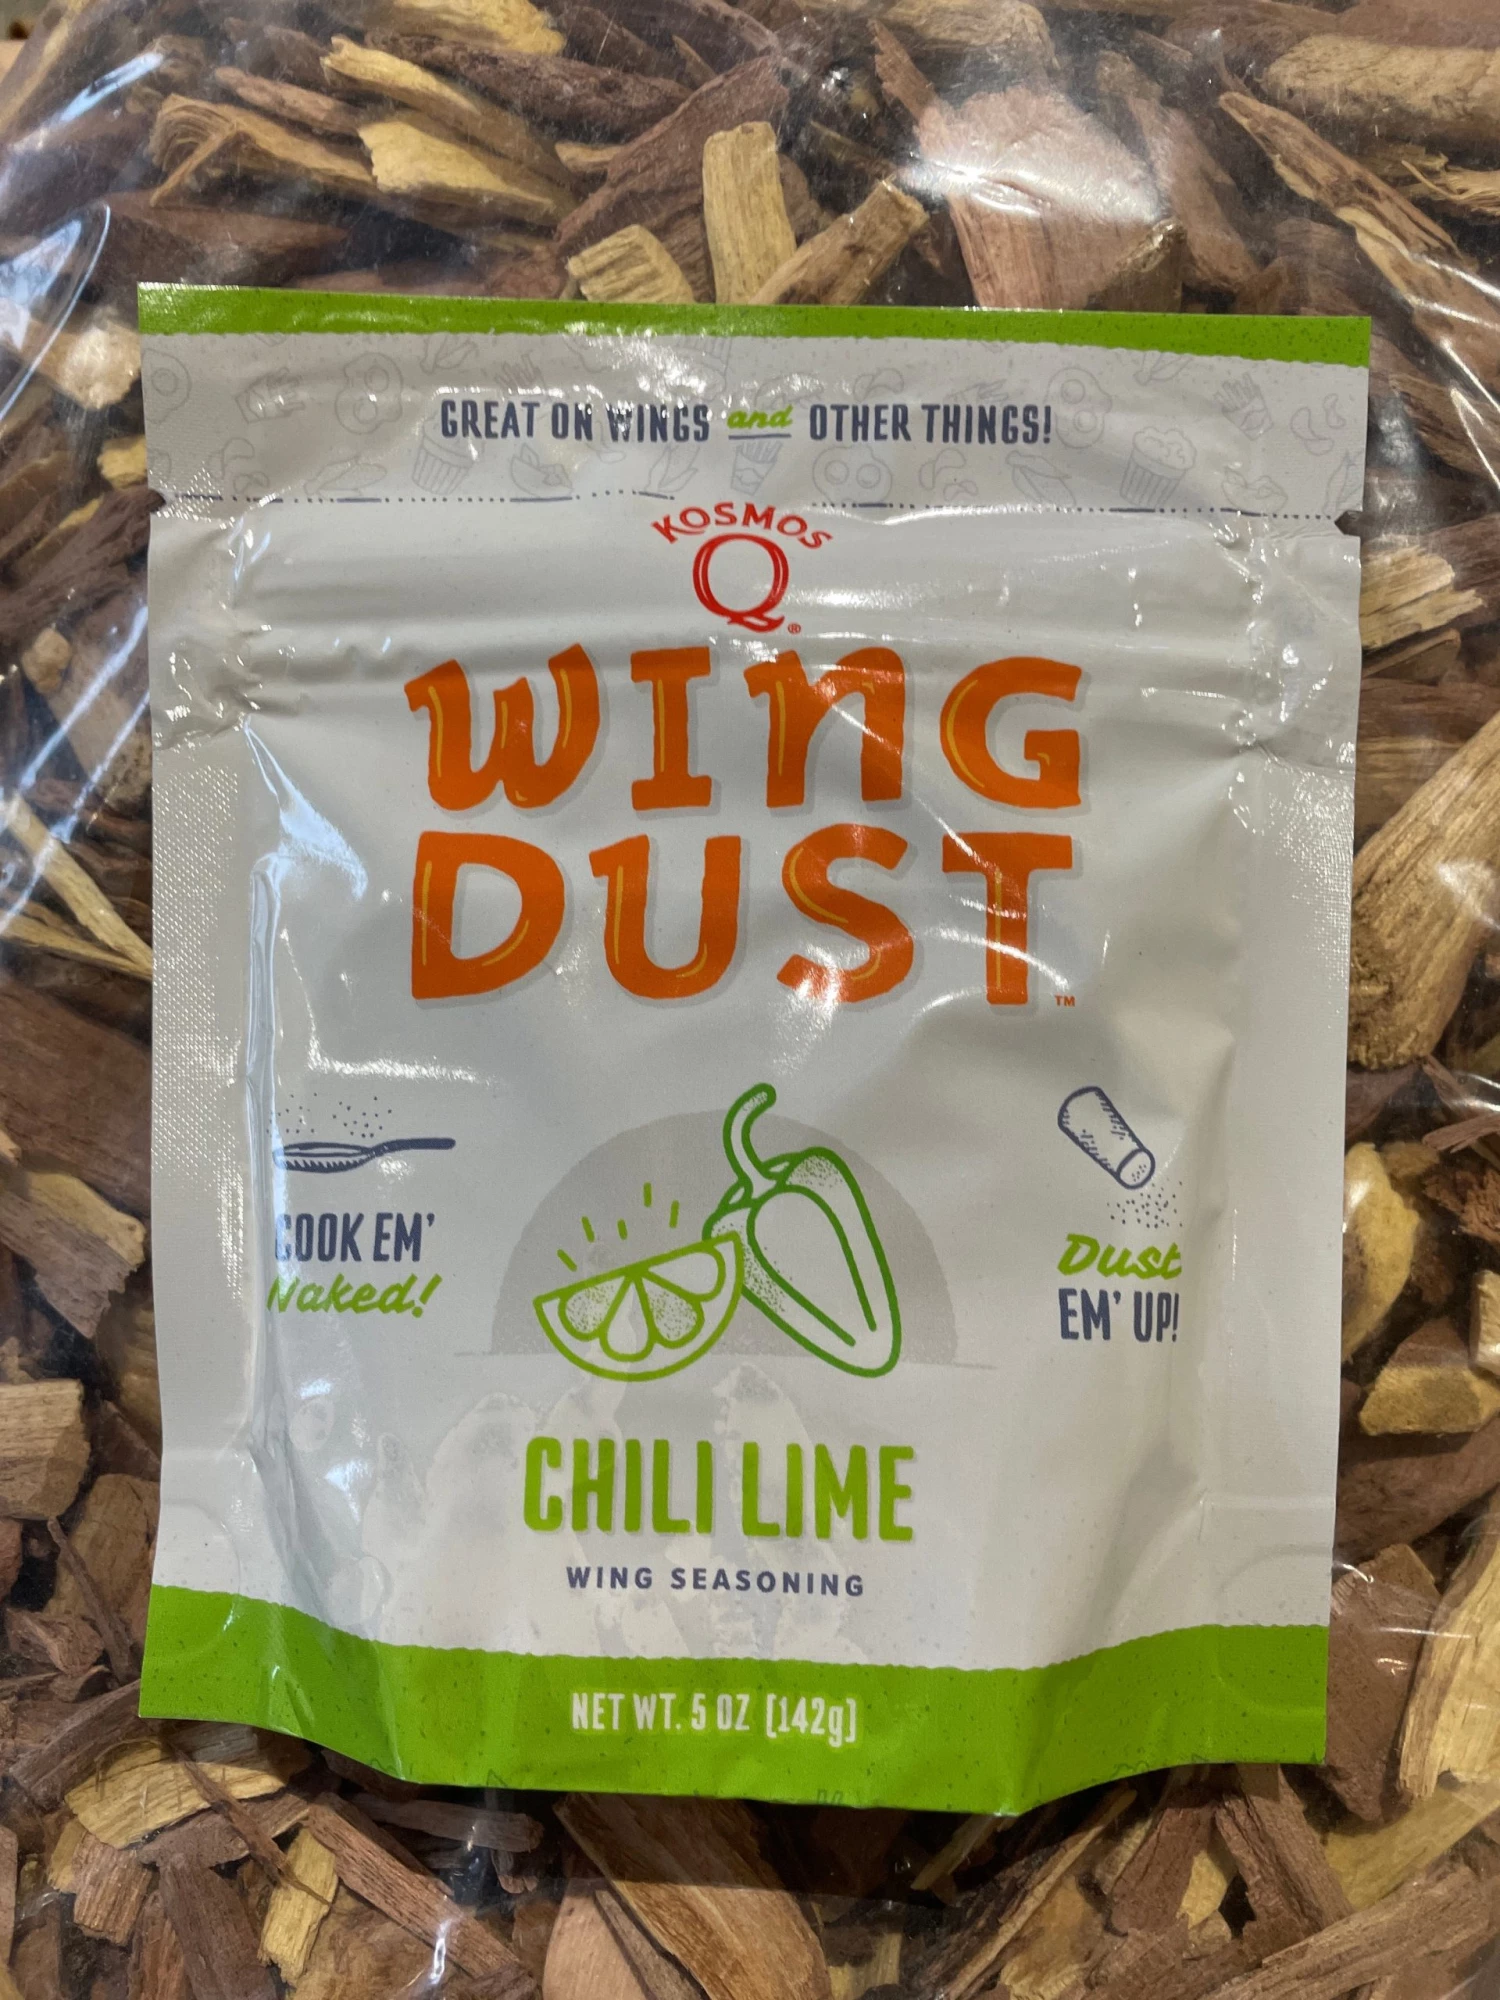 GREAT ON WINGS and OTHER THINGS!
KOSMOS
Q®
WING
DUST™
COOK EM'
Naked!
Dust
EM' UP!
CHILI LIME
WING SEASONING
NET WT. 5 OZ [142g]